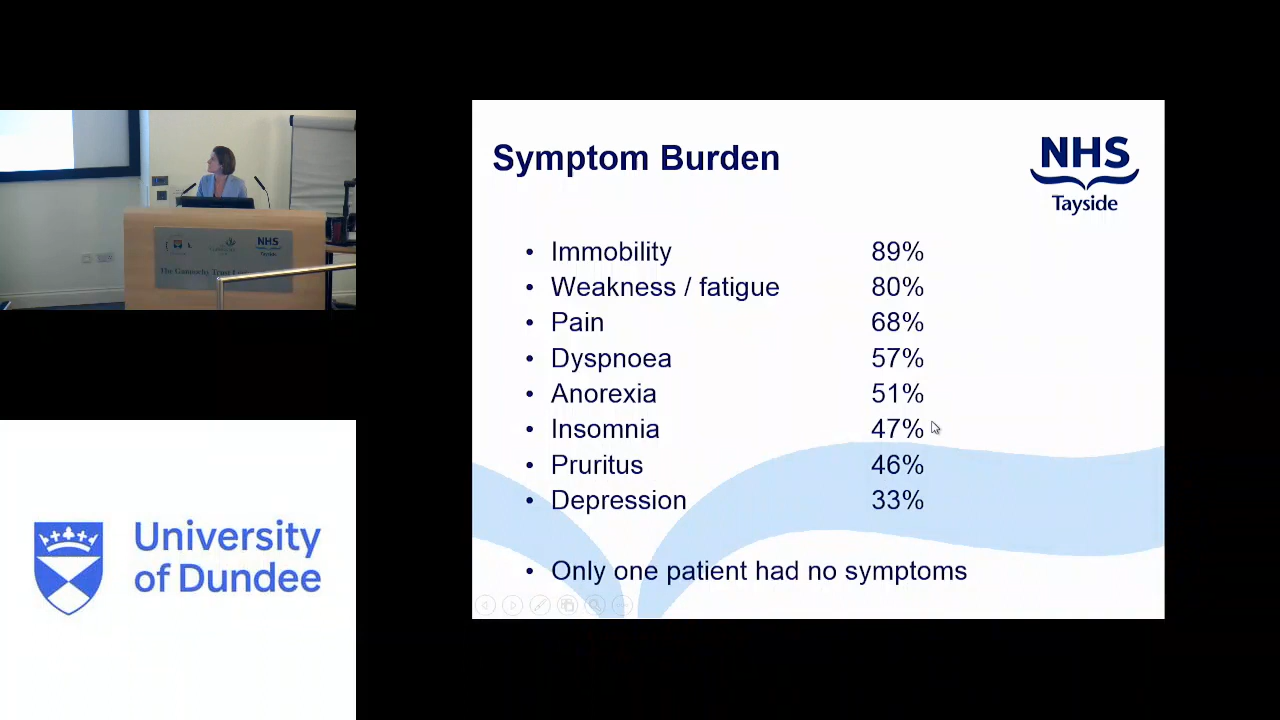 Symptom Burden
NHS
Tayside
• Immobility 89%
• Weakness / fatigue 80%
• Pain 68%
• Dyspnoea 57%
• Anorexia 51%
• Insomnia 47%
• Pruritus 46%
• Depression 33%
• Only one patient had no symptoms
NHS
University
of Dundee